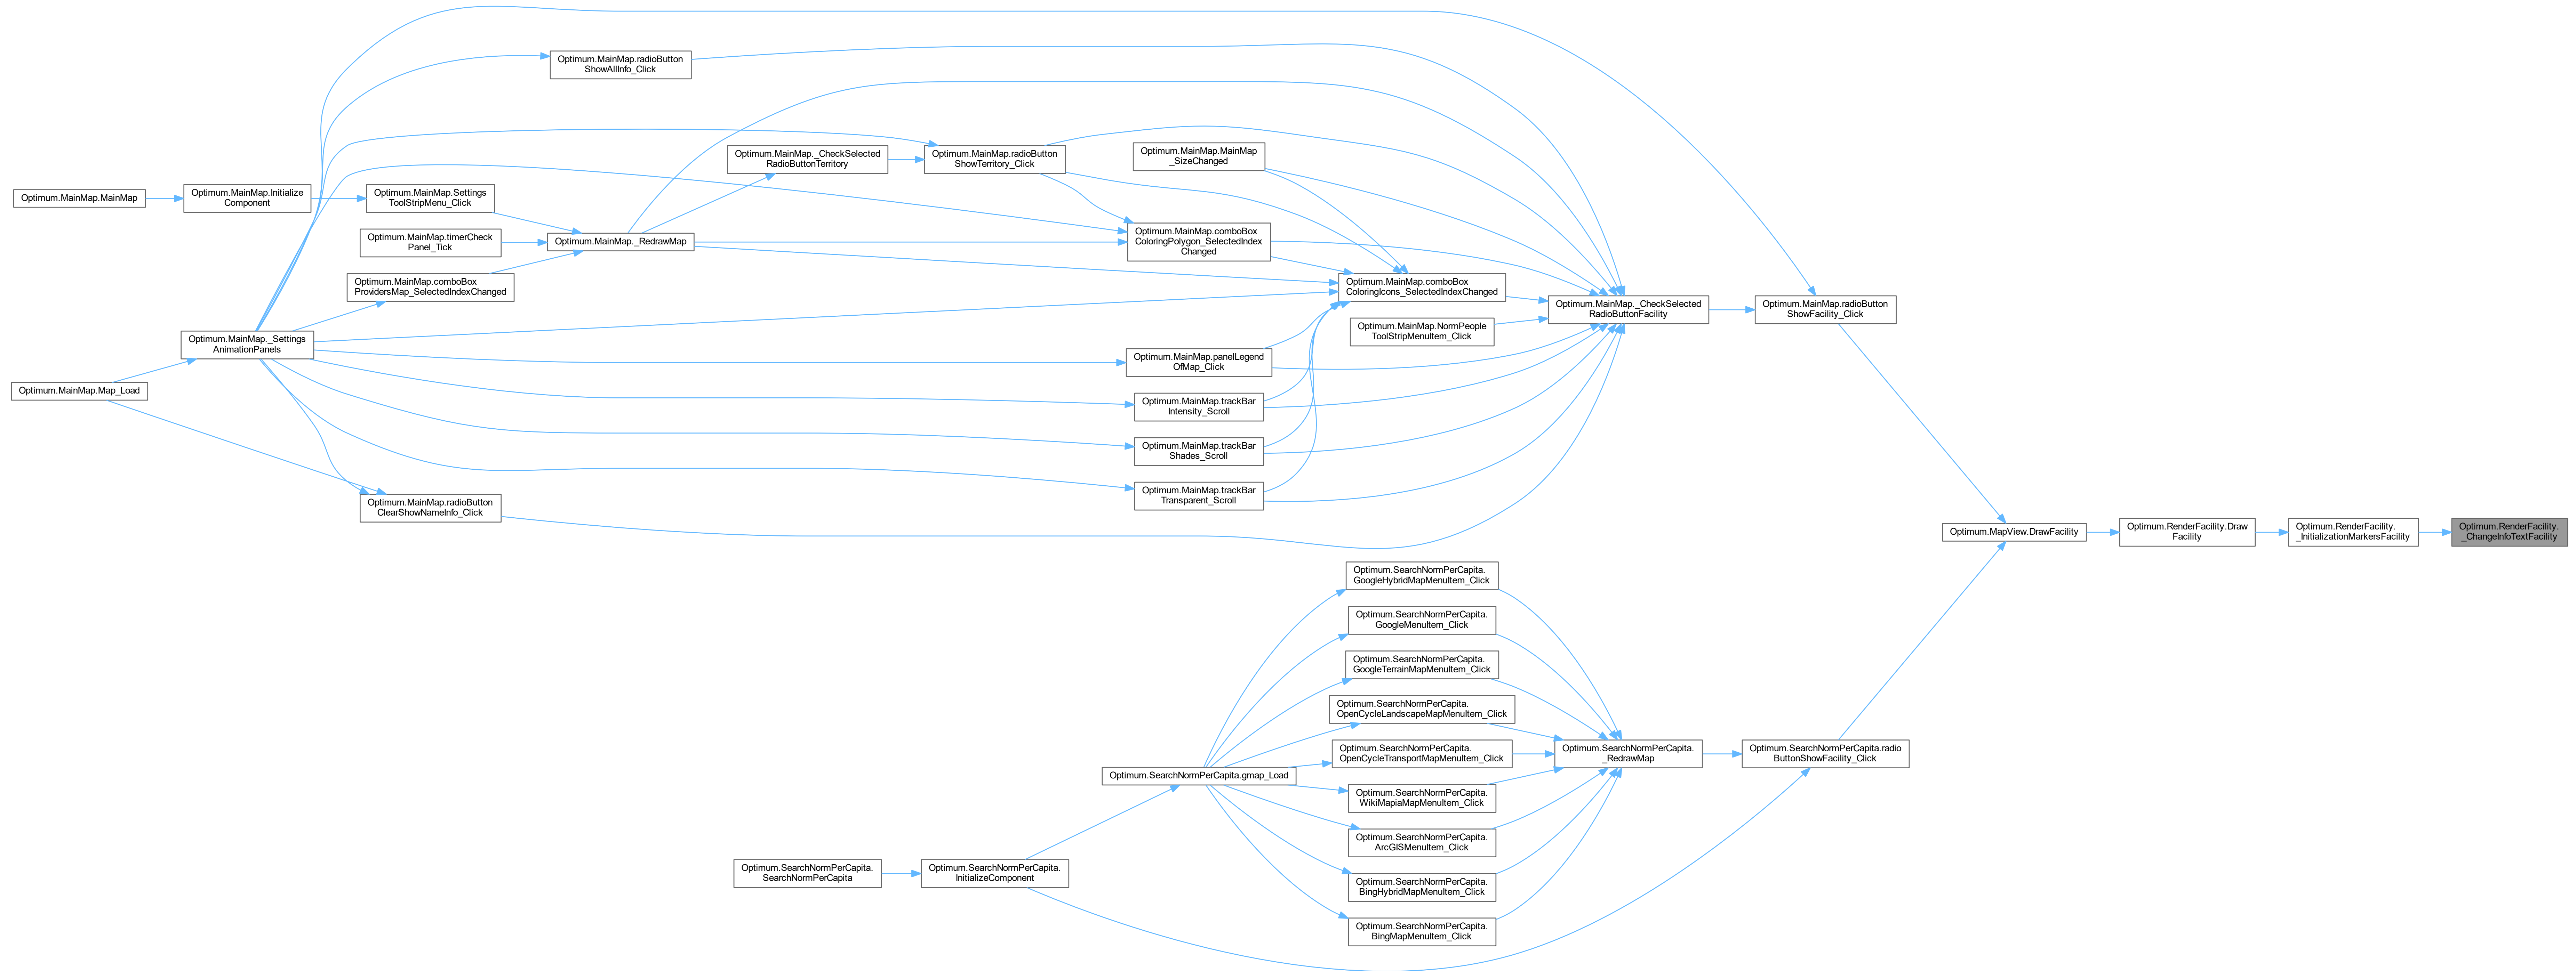 Optimum.MainMap.MainMap
Optimum.MainMap.Initialize
Component
Optimum.MainMap.Settings
ToolStripMenu_Click
Optimum.MainMap.timerCheck
Panel_Tick
Optimum.MainMap.comboBox
ProvidersMap_SelectedIndexChanged
Optimum.MainMap._Settings
AnimationPanels
Optimum.MainMap.Map_Load
Optimum.MainMap.radioButton
ClearShowNameInfo_Click
Optimum.MainMap.radioButton
ShowAllInfo_Click
Optimum.MainMap._RedrawMap
Optimum.MainMap._CheckSelected
RadioButtonTerritory
Optimum.MainMap.radioButton
ShowTerritory_Click
Optimum.MainMap.MainMap
_SizeChanged
Optimum.MainMap.comboBox
ColoringPolygon_SelectedIndex
Changed
Optimum.MainMap.comboBox
ColoringIcons_SelectedIndexChanged
Optimum.MainMap.NormPeople
ToolStripMenuItem_Click
Optimum.MainMap.panelLegend
OfMap_Click
Optimum.MainMap.trackBar
Intensity_Scroll
Optimum.MainMap.trackBar
Shades_Scroll
Optimum.MainMap.trackBar
Transparent_Scroll
Optimum.MainMap._CheckSelected
RadioButtonFacility
Optimum.MainMap.radioButton
ShowFacility_Click
Optimum.MapView.DrawFacility
Optimum.RenderFacility.Draw
Facility
Optimum.RenderFacility.
_InitializationMarkersFacility
Optimum.RenderFacility.
_ChangeInfoTextFacility
Optimum.SearchNormPerCapita.
GoogleHybridMapMenuItem_Click
Optimum.SearchNormPerCapita.
GoogleMenuItem_Click
Optimum.SearchNormPerCapita.
GoogleTerrainMapMenuItem_Click
Optimum.SearchNormPerCapita.
OpenCycleLandscapeMapMenuItem_Click
Optimum.SearchNormPerCapita.
OpenCycleTransportMapMenuItem_Click
Optimum.SearchNormPerCapita.
WikiMapiaMapMenuItem_Click
Optimum.SearchNormPerCapita.
ArcGISMenuItem_Click
Optimum.SearchNormPerCapita.
BingHybridMapMenuItem_Click
Optimum.SearchNormPerCapita.
BingMapMenuItem_Click
Optimum.SearchNormPerCapita.
_RedrawMap
Optimum.SearchNormPerCapita.radio
ButtonShowFacility_Click
Optimum.SearchNormPerCapita.gmap_Load
Optimum.SearchNormPerCapita.
SearchNormPerCapita
Optimum.SearchNormPerCapita.
InitializeComponent